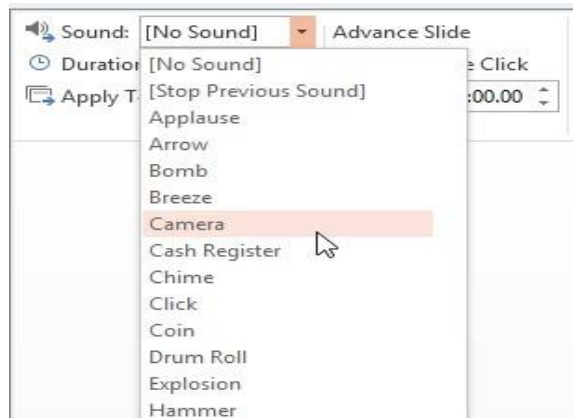 Sound: [No Sound] Advance Slide
Duration [No Sound] Click
Apply T [Stop Previous Sound] :00.00
Applause
Arrow
Bomb
Breeze
Camera
Cash Register
Chime
Click
Coin
Drum Roll
Explosion
Hammer